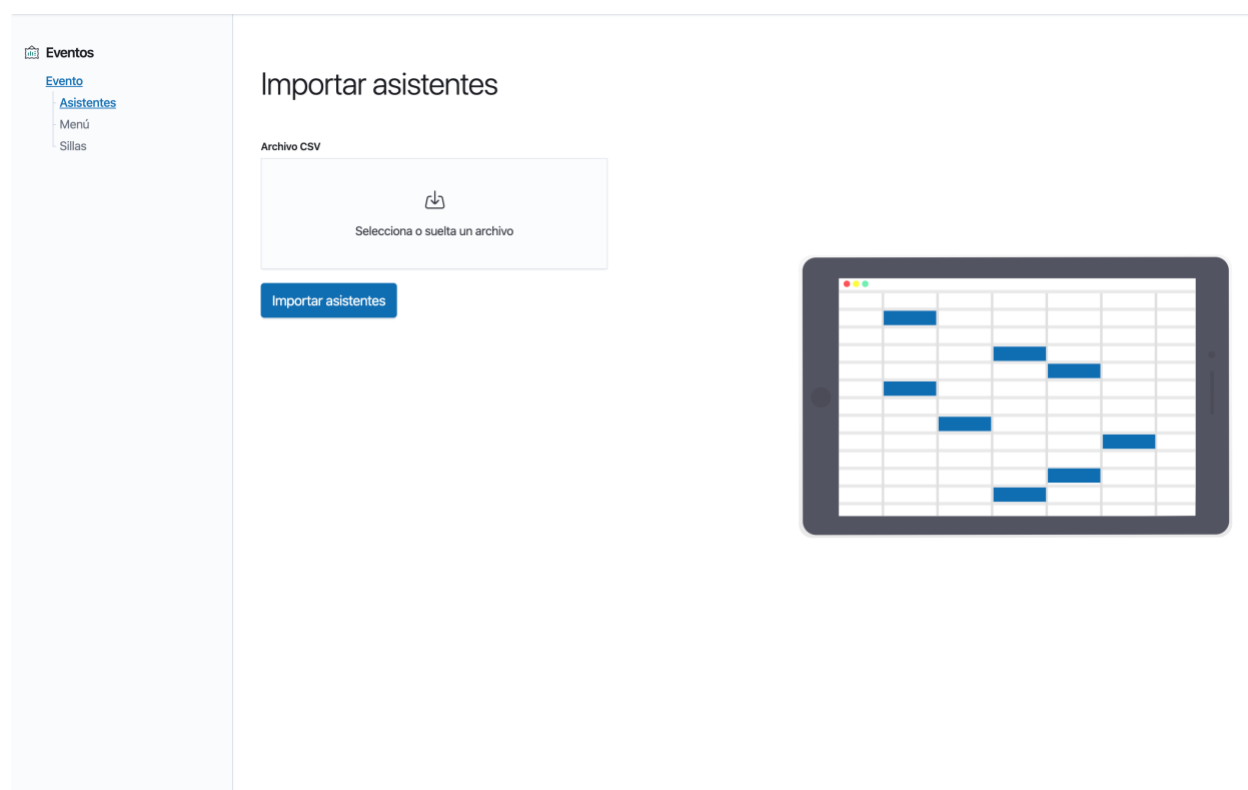 Eventos
Evento
Asistentes
Menú
Sillas
Importar asistentes
Archivo CSV
Selecciona o suelta un archivo
Importar asistentes